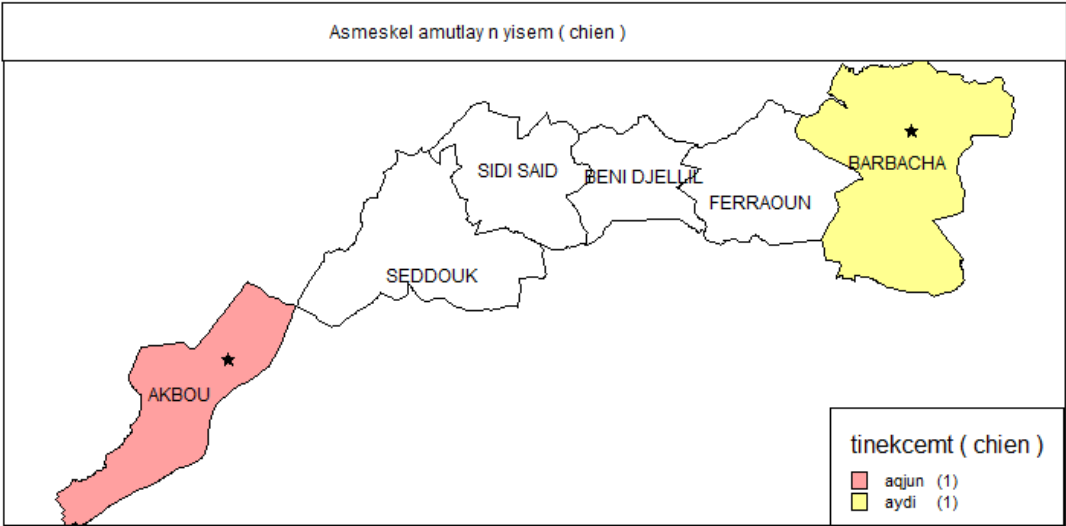 Asmeskel amutlay n yisem ( chien )
BARBACHA
SIDI SAID
BENI DJELLIL
FERRAOUN
SEDDOUK
AKBOU
tinekcemt ( chien )
aqjun (1)
aydi (1)